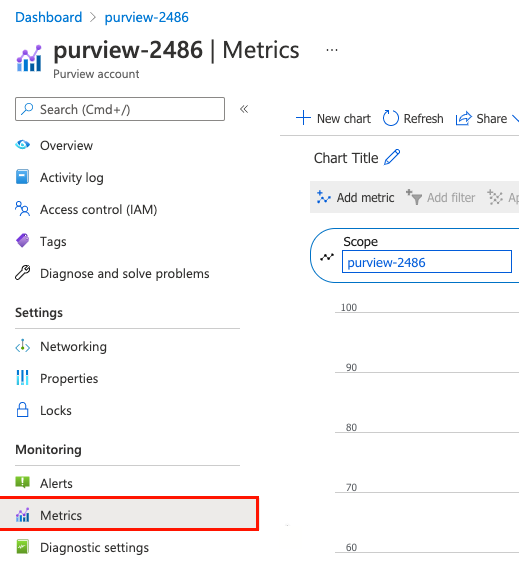 Dashboard > purview-2486
purview-2486 | Metrics ...
Purview account
Search (Cmd+/) «
Overview
Activity log
Access control (IAM)
Tags
Diagnose and solve problems
Settings
Networking
Properties
Locks
Monitoring
Alerts
Metrics
Diagnostic settings
New chart Refresh Share
Chart Title
Add metric Add filter
Scope
purview-2486
100
90
80
70
60